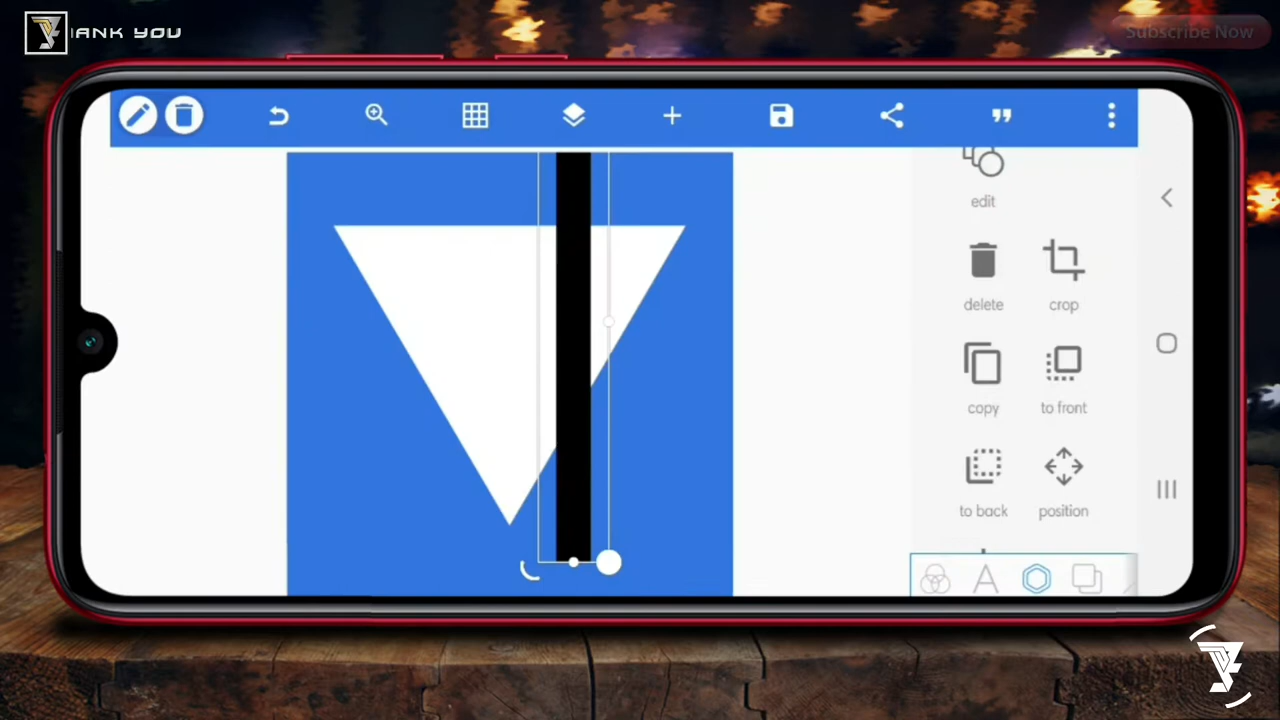 IANK YOU
Subscribe Now
edit
delete crop
copy to front
to back position